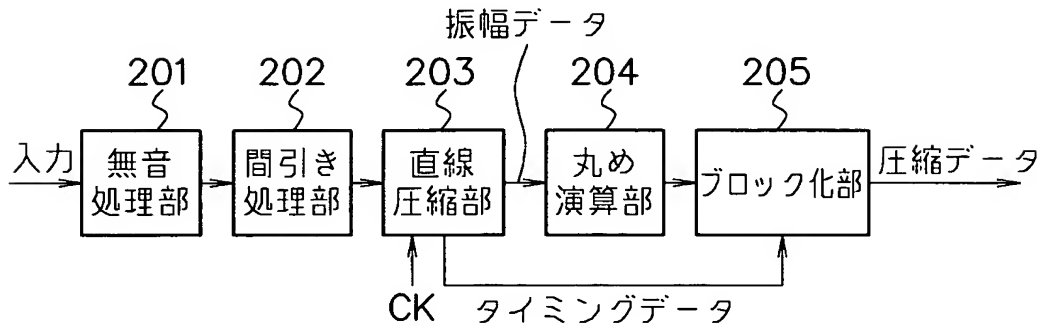 振幅データ
201
202
203
204
205
入力
無音
処理部
間引き
処理部
直線
圧縮部
丸め
演算部
ブロック化部
圧縮データ
CK
タイミングデータ